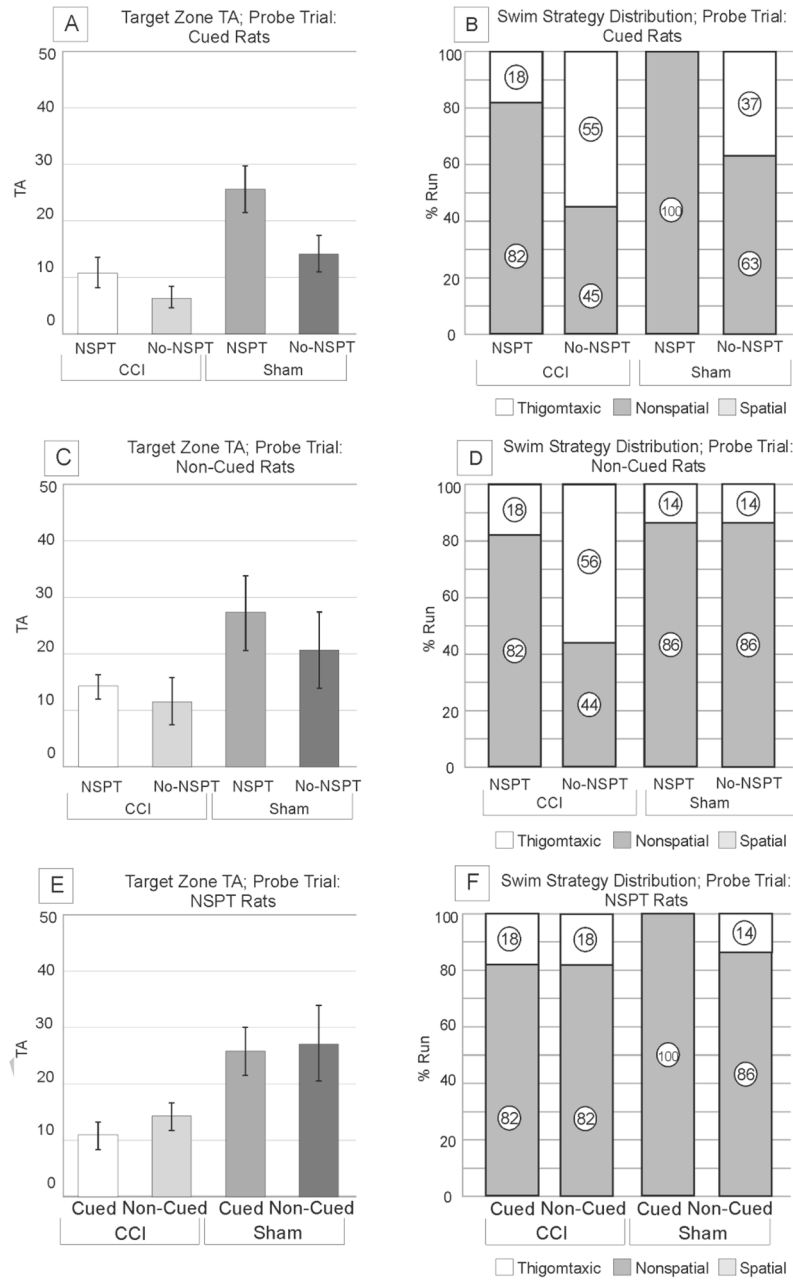 A
Target Zone TA; Probe Trial:
Cued Rats
50
40
30
20
10
0
TA
NSPT
No-NSPT
NSPT
No-NSPT
CCI
Sham
B
Swim Strategy Distribution; Probe Trial:
Cued Rats
100
80
60
40
20
0
% Run
18
82
55
45
100
37
63
NSPT
No-NSPT
NSPT
No-NSPT
CCI
Sham
Thigomtaxic
Nonspatial
Spatial
C
Target Zone TA; Probe Trial:
Non-Cued Rats
50
40
30
20
10
0
TA
NSPT
No-NSPT
NSPT
No-NSPT
CCI
Sham
D
Swim Strategy Distribution; Probe Trial:
Non-Cued Rats
100
80
60
40
20
0
% Run
18
82
56
44
14
86
14
86
NSPT
No-NSPT
NSPT
No-NSPT
CCI
Sham
Thigomtaxic
Nonspatial
Spatial
E
Target Zone TA; Probe Trial:
NSPT Rats
50
40
30
20
10
0
TA
Cued
Non-Cued
Cued
Non-Cued
CCI
Sham
F
Swim Strategy Distribution; Probe Trial:
NSPT Rats
100
80
60
40
20
0
% Run
18
82
18
82
100
14
86
Cued
Non-Cued
Cued
Non-Cued
CCI
Sham
Thigomtaxic
Nonspatial
Spatial